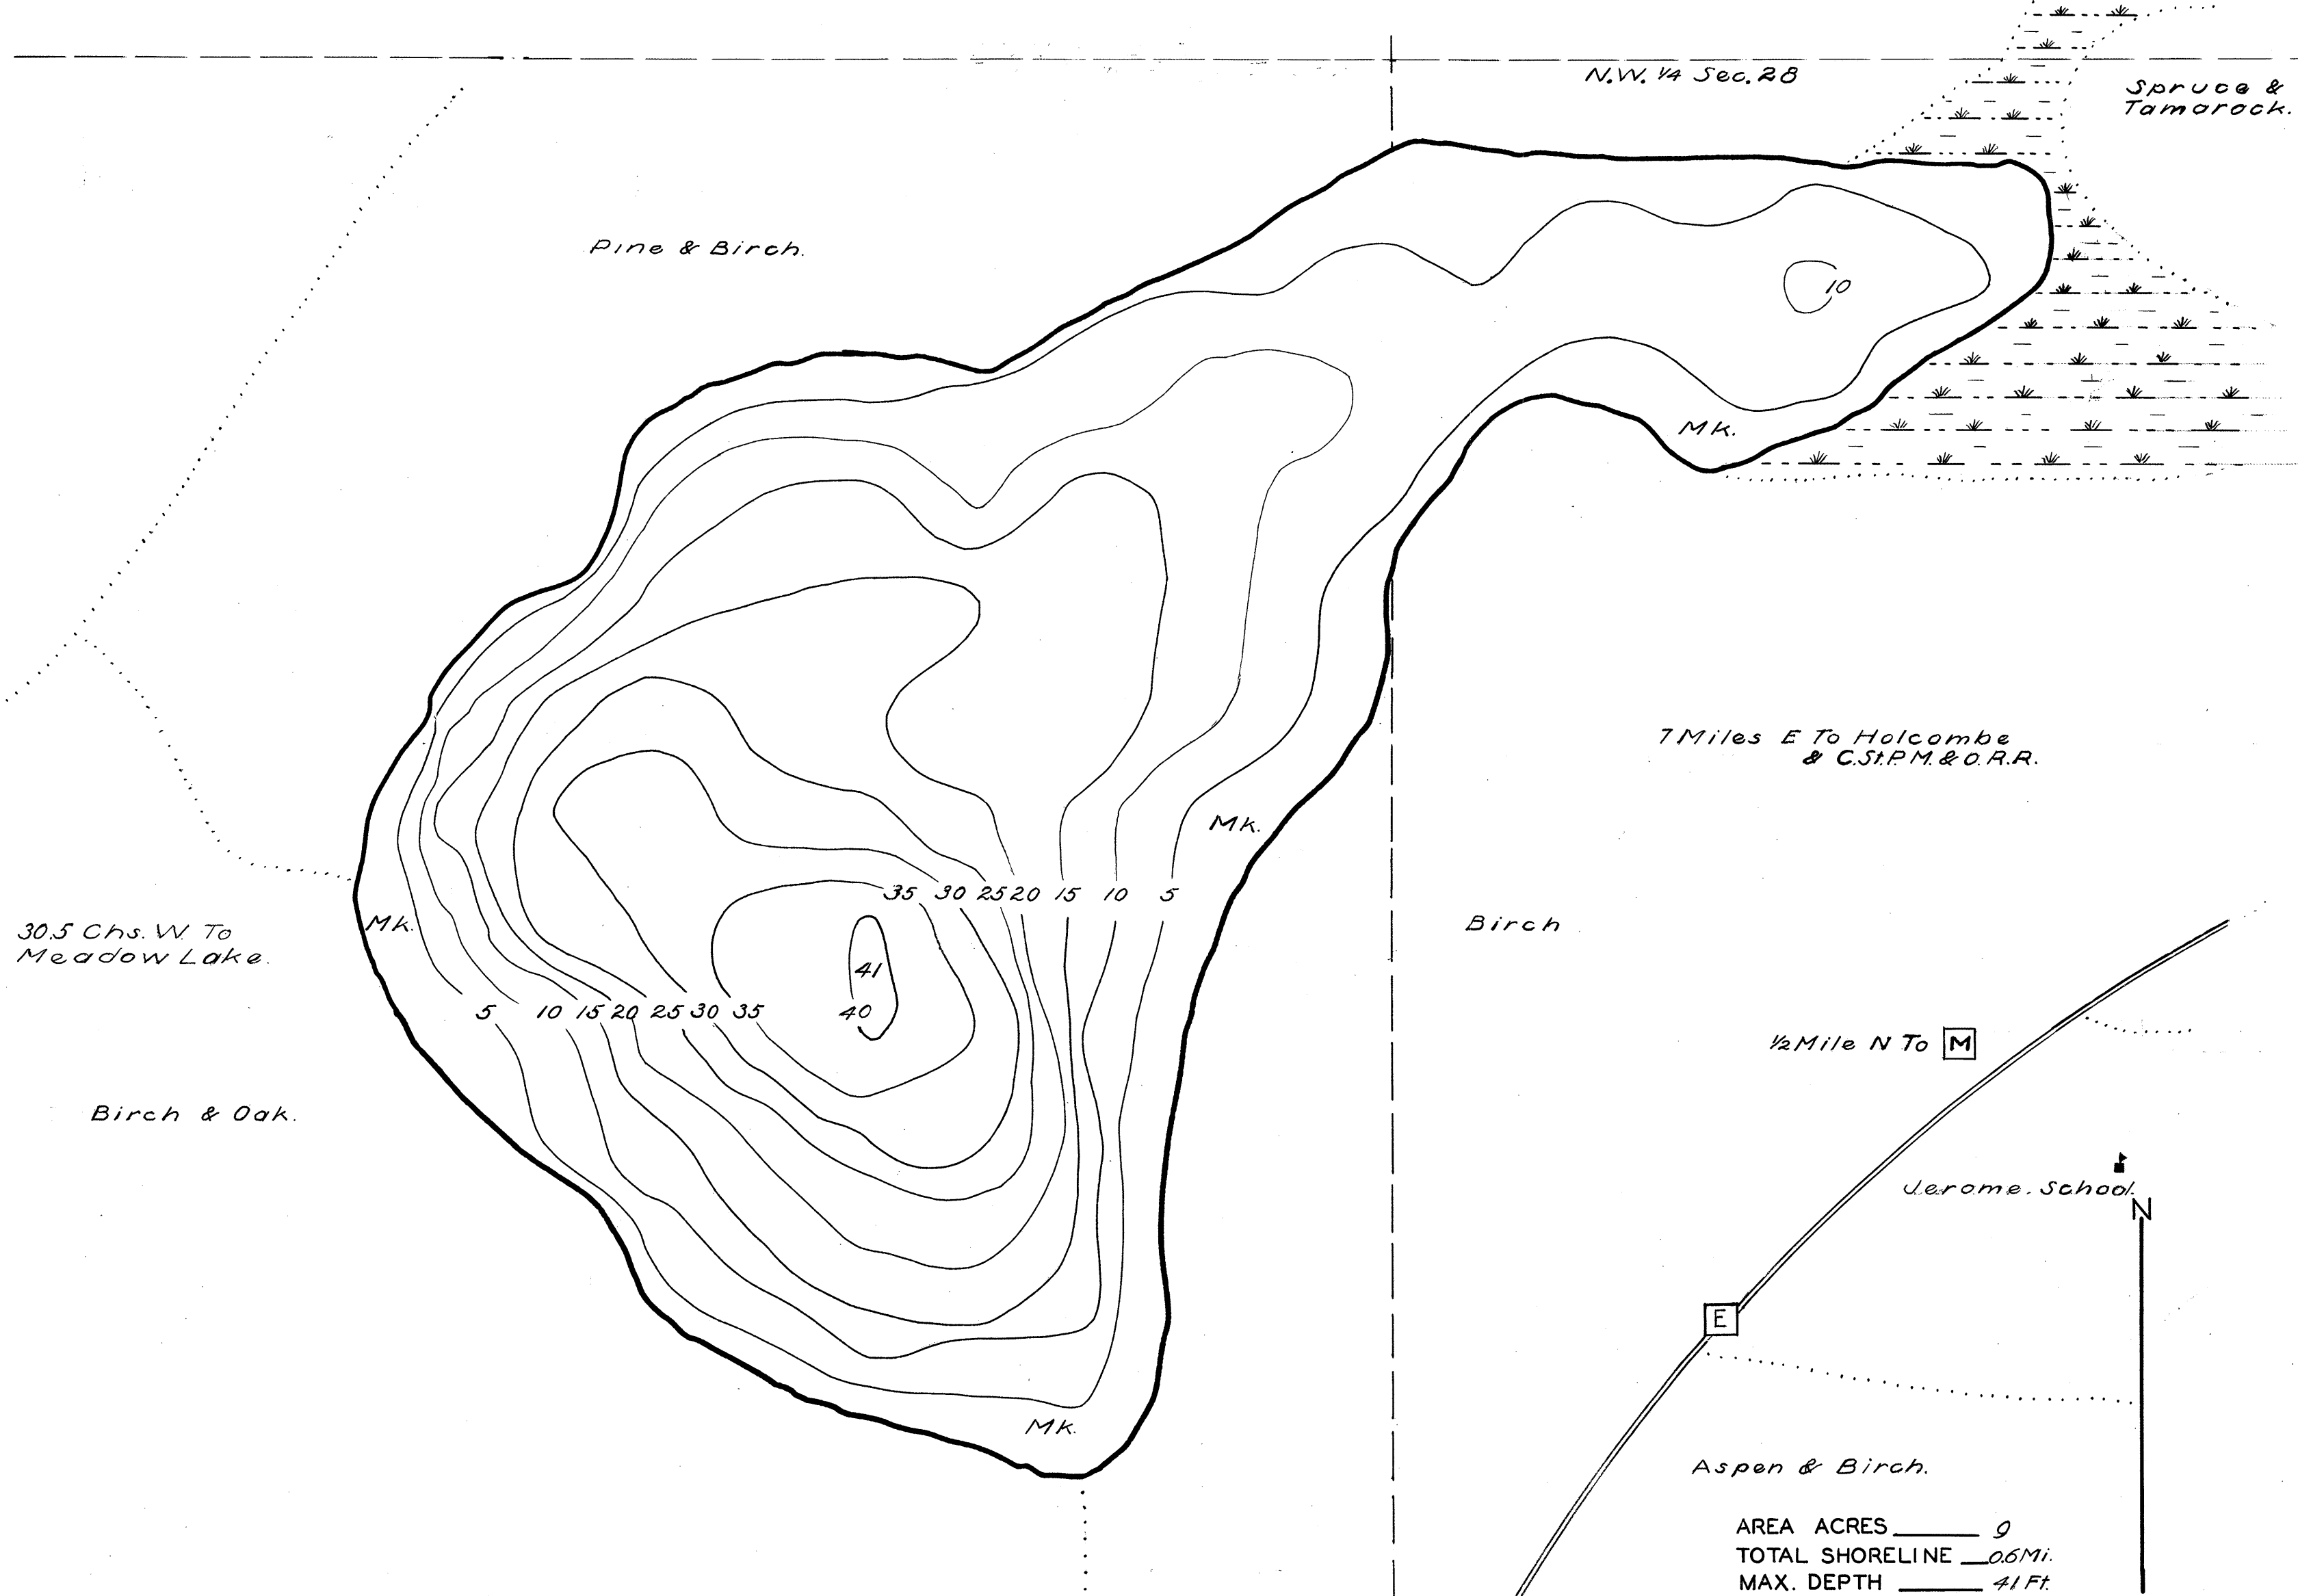 N.W. 1/4 Sec. 28
Spruce &
Tamarack.
Pine & Birch.
10
Mk.
7 Miles E To Holcombe
& C.St.P.M.&O.R.R.
Mk.
35 30 25 20 15 10 5
Mk.
Birch
30.5 Chs. W. To
Meadow Lake.
41
5 10 15 20 25 30 35 40
1/2 Mile N To M
Birch & Oak.
Jerome School.
N
E
Mk.
Aspen & Birch.
AREA ACRES 9
TOTAL SHORELINE 0.6 Mi.
MAX. DEPTH 41 Ft.